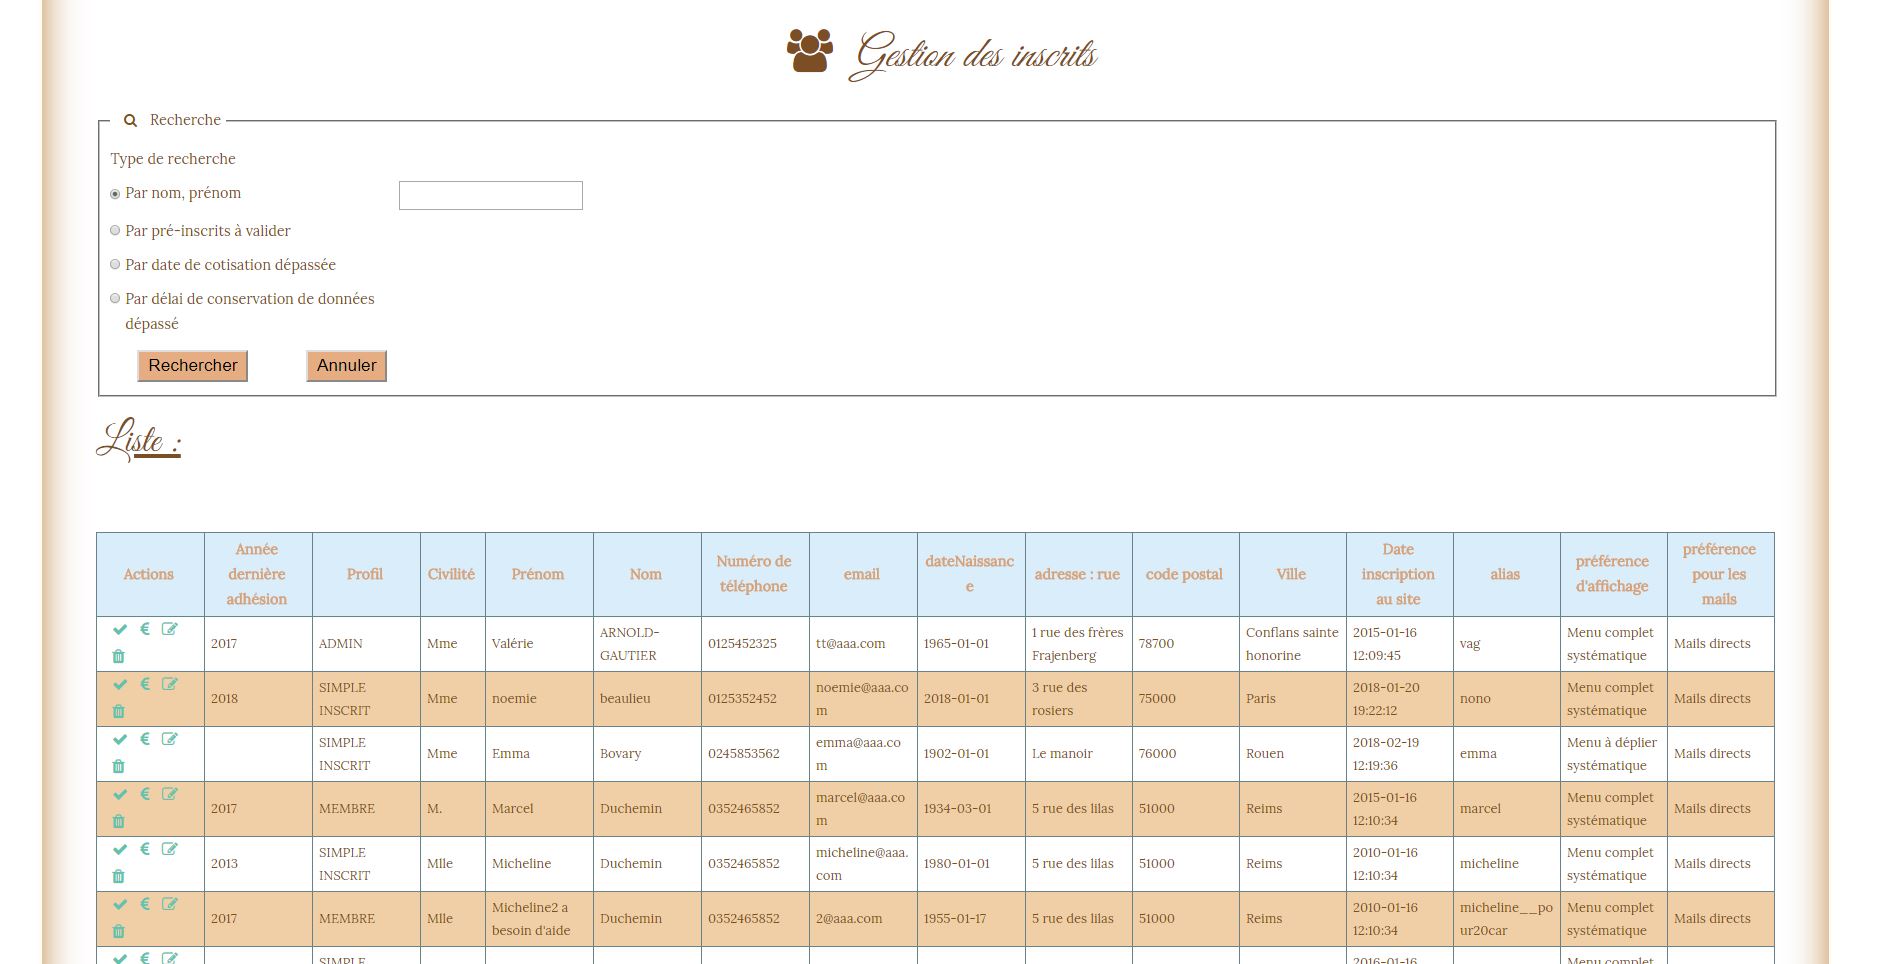 Gestion des inscrits
Recherche
Type de recherche
Par nom, prénom
Par pré-inscrits à valider
Par date de cotisation dépassée
Par délai de conservation de données
dépassé
Rechercher Annuler
Liste :
Actions Année dernière adhésion Profil Civilité Prénom Nom Numéro de téléphone email dateNaissance adresse : rue code postal Ville Date inscription au site alias préférence d'affichage préférence pour les mails
2017 ADMIN Mme Valérie ARNOLD-GAUTIER 0125452325 tt@aaa.com 1965-01-01 1 rue des frères Frajenberg 78700 Conflans sainte honorine 2015-01-16 12:09:45 vag Menu complet systématique Mails directs
2018 SIMPLE INSCRIT Mme noemie beaulieu 0125352452 noemie@aaa.com 2018-01-01 3 rue des rosiers 75000 Paris 2018-01-20 19:22:12 nono Menu complet systématique Mails directs
SIMPLE INSCRIT Mme Emma Bovary 0245853562 emma@aaa.com 1902-01-01 Le manoir 76000 Rouen 2018-02-19 12:19:36 emma Menu à déplier systématique Mails directs
2017 MEMBRE M. Marcel Duchemin 0352465852 marcel@aaa.com 1934-03-01 5 rue des lilas 51000 Reims 2015-01-16 12:10:34 marcel Menu complet systématique Mails directs
2013 SIMPLE INSCRIT Mlle Micheline Duchemin 0352465852 micheline@aaa.com 1980-01-01 5 rue des lilas 51000 Reims 2010-01-16 12:10:34 micheline Menu complet systématique Mails directs
2017 MEMBRE Mlle Micheline2 a besoin d'aide Duchemin 0352465852 2@aaa.com 1955-01-17 5 rue des lilas 51000 Reims 2010-01-16 12:10:34 micheline__pour20car Menu complet systématique Mails directs
SIMPLE 2016-01-16 Menu complet